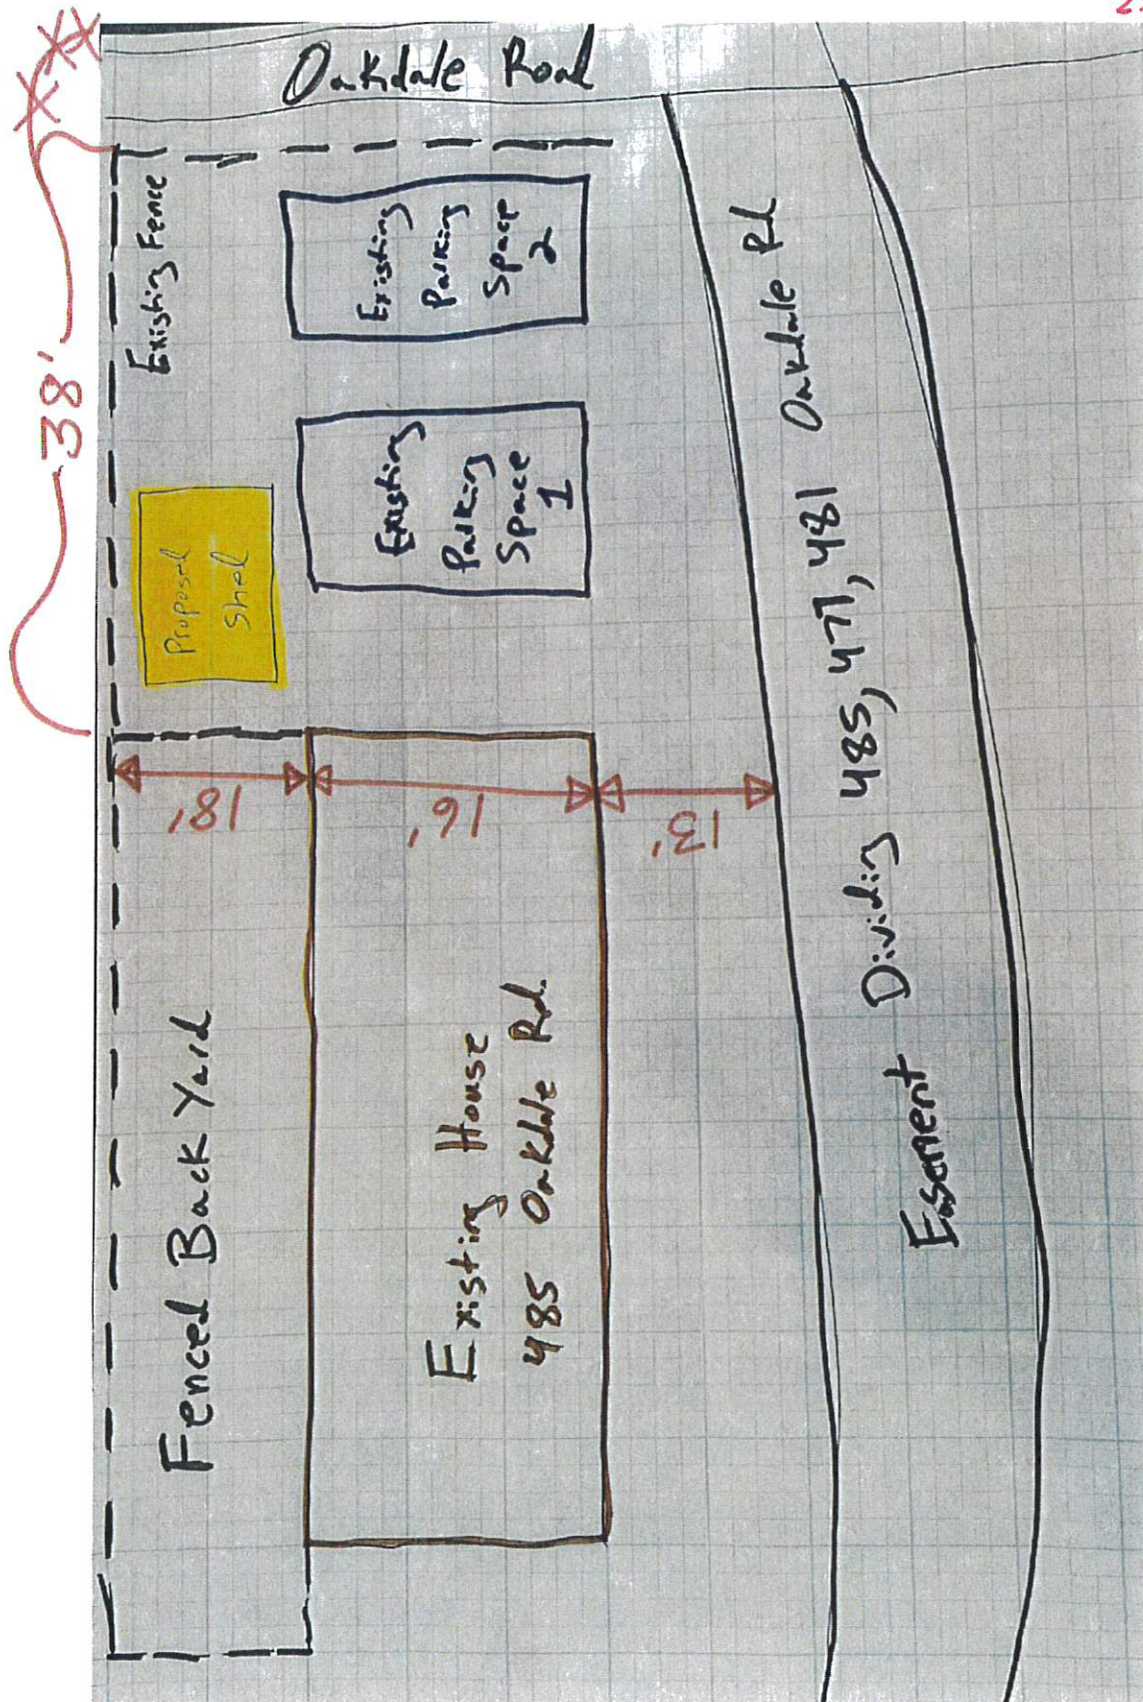 Oakdale Road
Existing Fence
Existing
Parking
Space
2
Existing
Parking
Space
1
38'
Proposed
Shed
18'
16'
13'
Easement Dividing 485, 477, 481 Oakdale Rd
Fenced Back Yard
Existing House
485 Oakdale Rd.